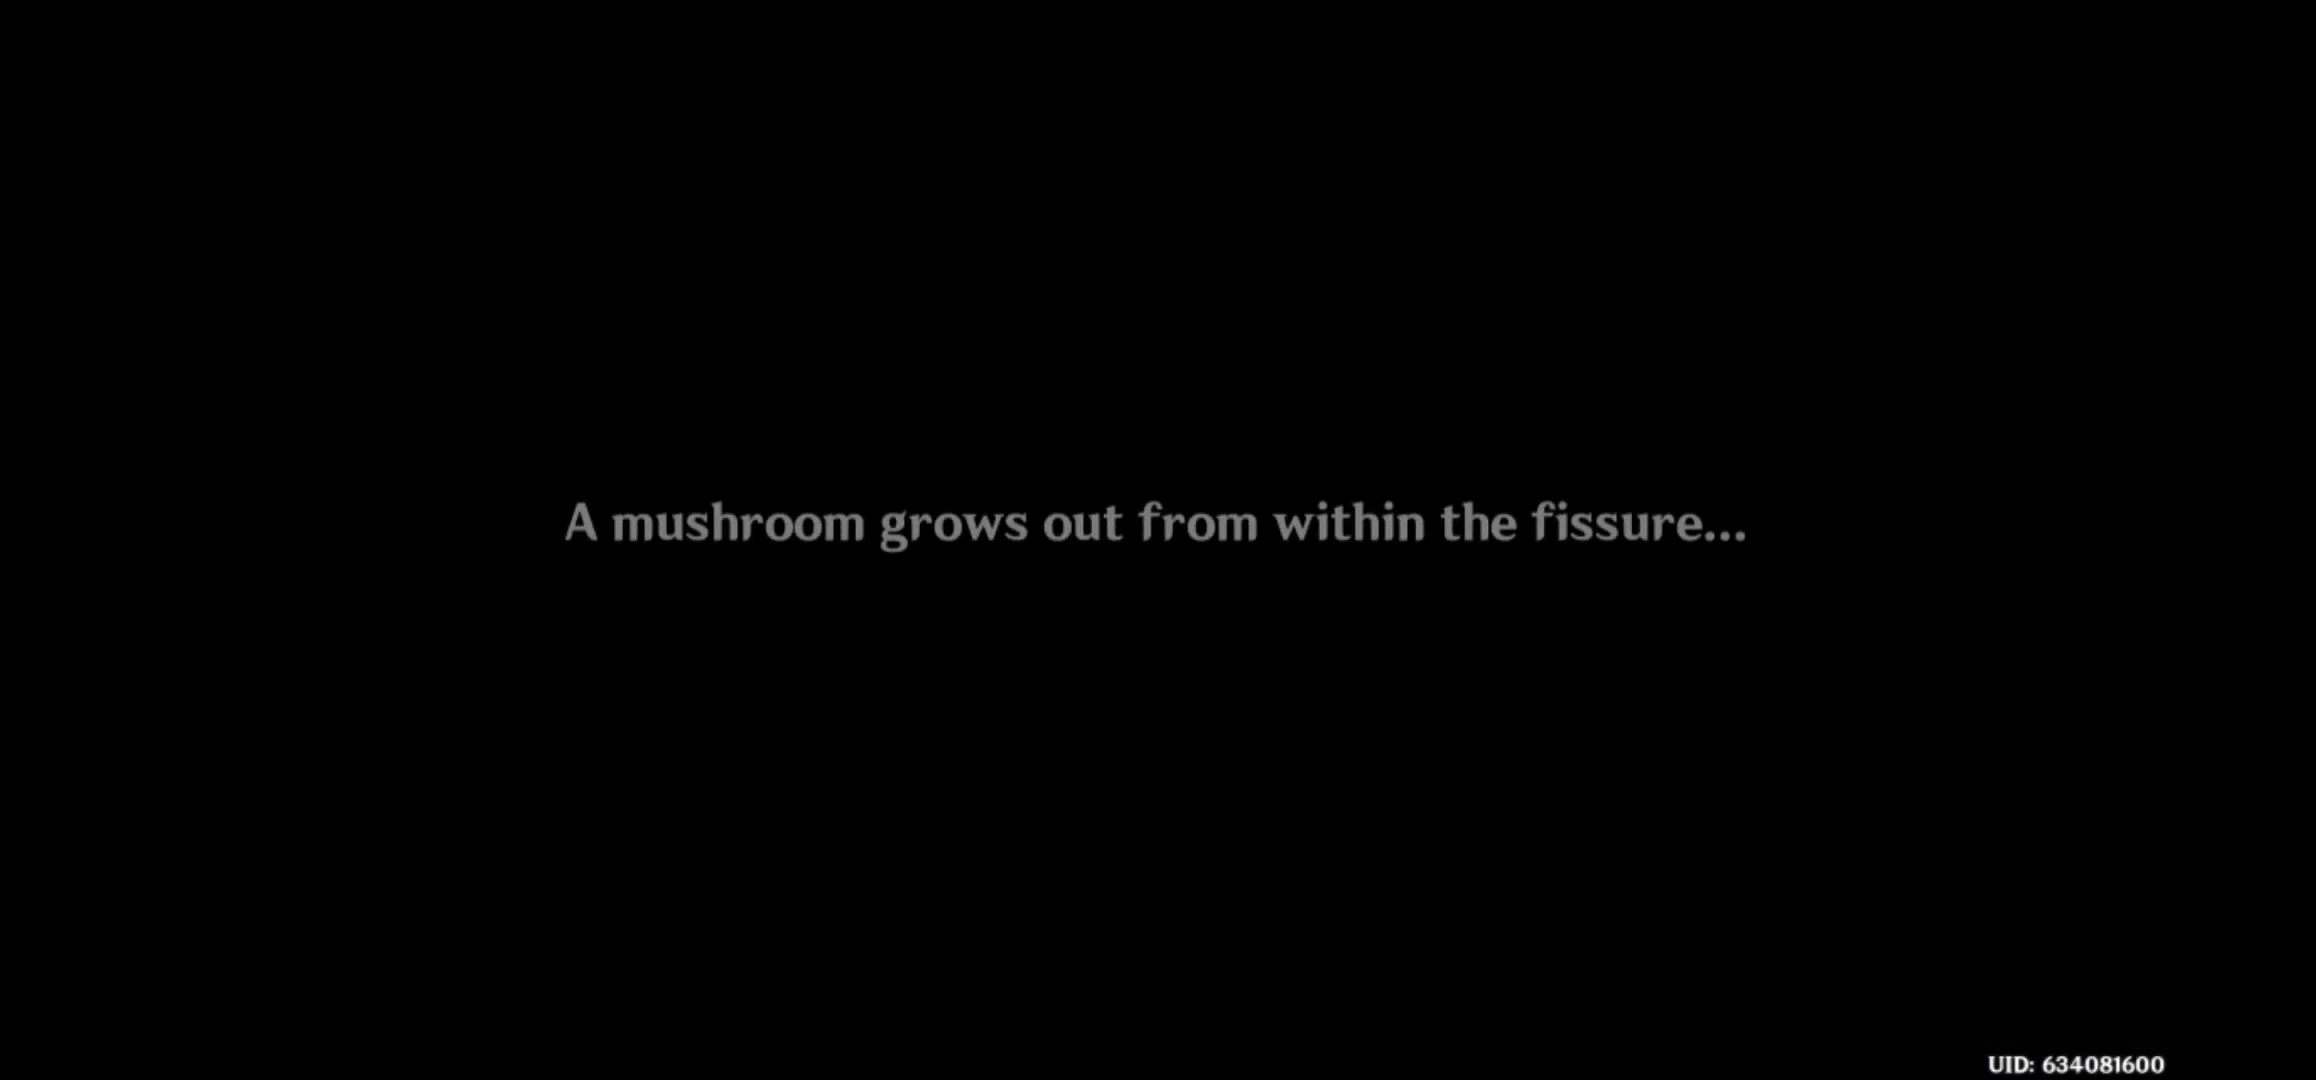 A mushroom grows out from within the fissure...
UID: 634081600